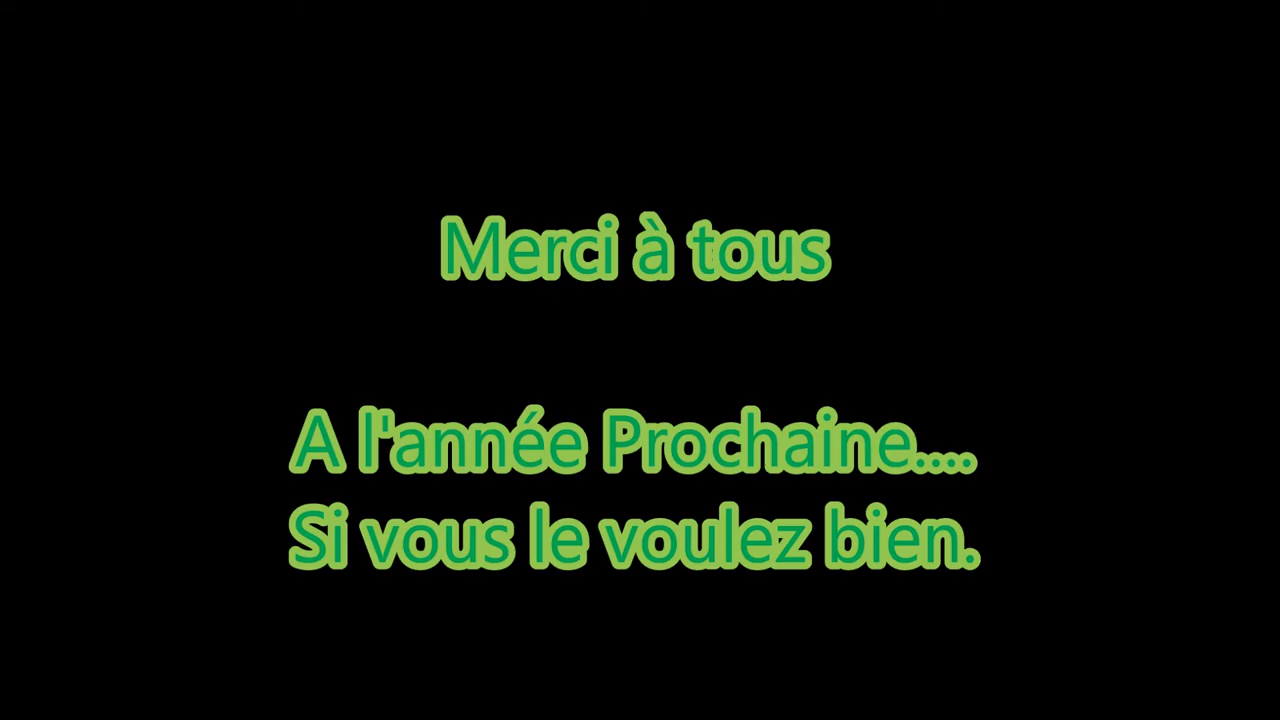 Merci à tous
A l'année Prochaine....
Si vous le voulez bien.